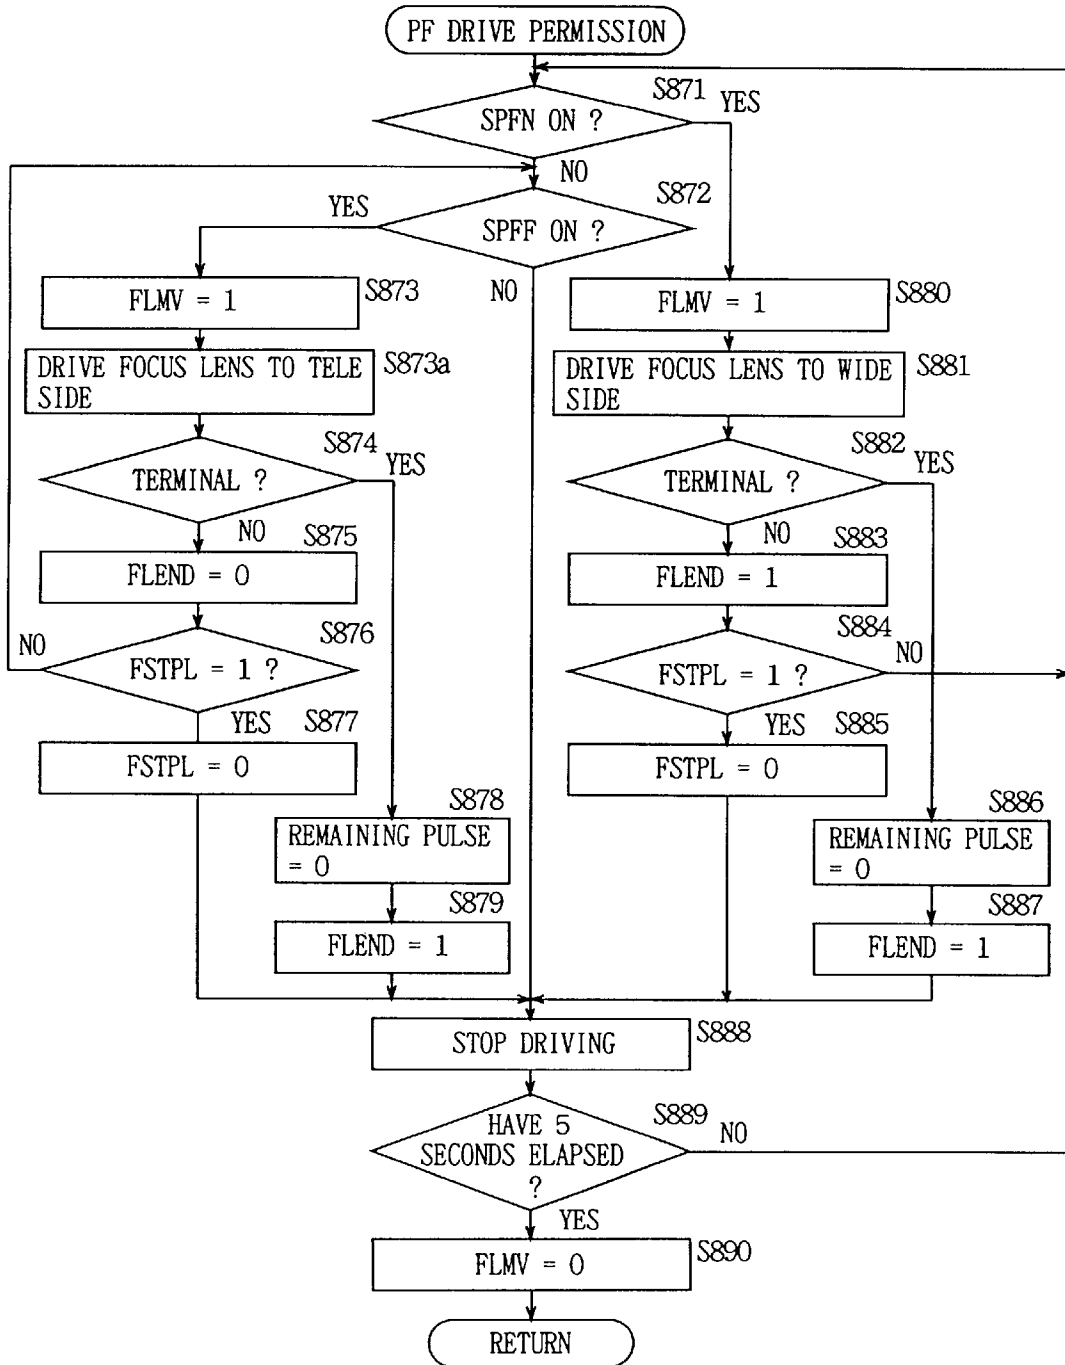 PF DRIVE PERMISSION
S871
SPFN ON ?
YES
NO
S872
YES
SPFF ON ?
NO
S873
FLMV = 1
S880
FLMV = 1
S873a
DRIVE FOCUS LENS TO TELE
SIDE
S881
DRIVE FOCUS LENS TO WIDE
SIDE
S874
TERMINAL ?
YES
NO
S882
TERMINAL ?
YES
NO
S875
FLEND = 0
S883
FLEND = 1
S876
NO
FSTPL = 1 ?
YES
S884
FSTPL = 1 ?
NO
YES
S877
FSTPL = 0
S885
FSTPL = 0
S878
REMAINING PULSE
= 0
S886
REMAINING PULSE
= 0
S879
FLEND = 1
S887
FLEND = 1
S888
STOP DRIVING
S889
HAVE 5
SECONDS ELAPSED
?
NO
YES
S890
FLMV = 0
RETURN